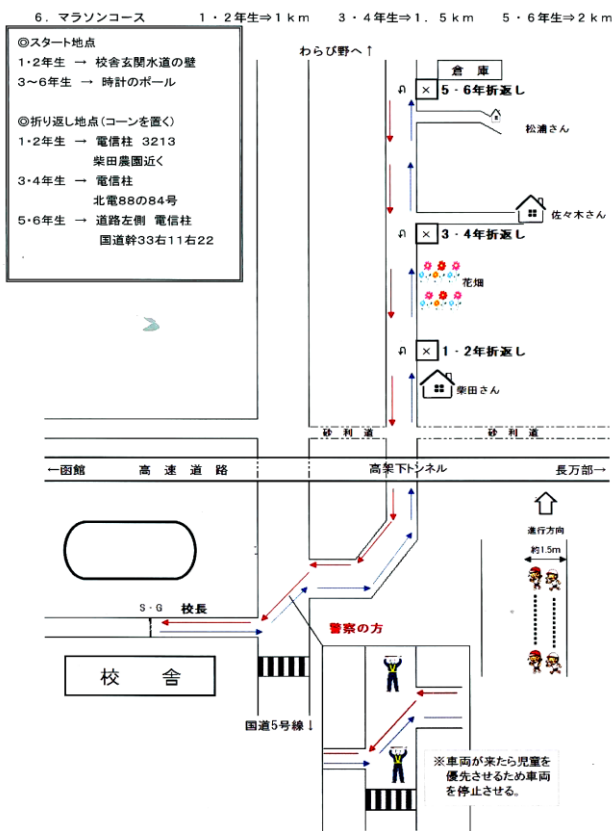 6．マラソンコース　１・２年生⇒１ｋｍ　３・４年生⇒１．５ｋｍ　５・６年生⇒２ｋｍ
◎スタート地点
1・2年生 → 校舎玄関水道の壁
3～6年生 → 時計のポール
◎折り返し地点(コーンを置く)
1・2年生 → 電信柱 3213
柴田農園近く
3・4年生 → 電信柱
北電88の84号
5・6年生 → 道路左側 電信柱
国道幹33右11右22
わらび野へ↑
倉庫
× 5・6年折返し
松浦さん
佐々木さん
× 3・4年折返し
花畑
× 1・2年折返し
柴田さん
砂利道
砂利道
←函館
高速道路
高架下トンネル
長万部→
進行方向
約1.5m
S・G
校長
警察の方
校舎
国道5号線↓
※車両が来たら児童を
優先させるため車両
を停止させる。